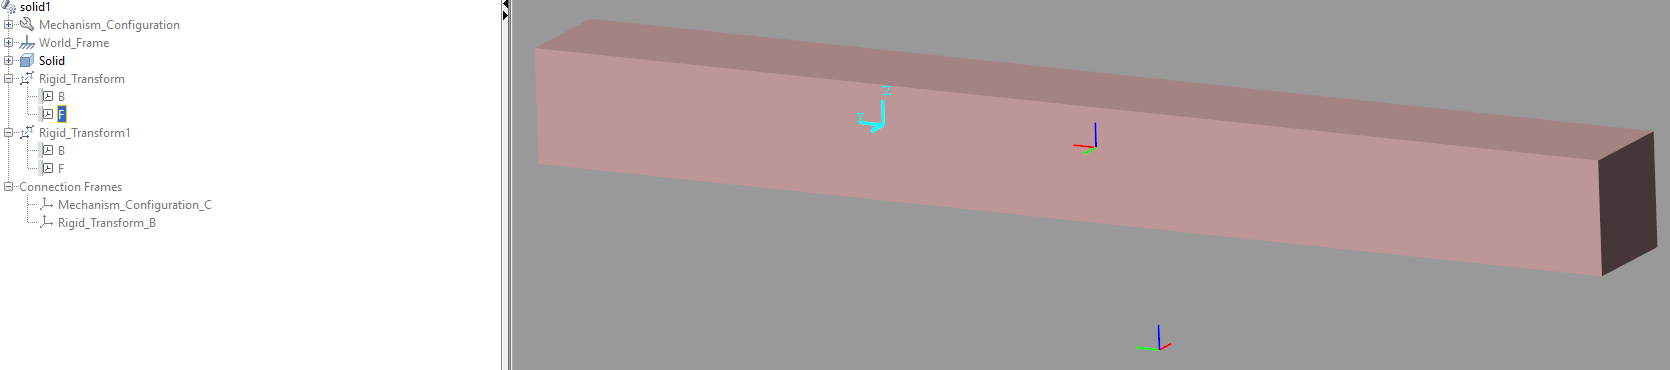 solid1
Mechanism_Configuration
World_Frame
Solid
Rigid_Transform
B
F
Rigid_Transform1
B
F
Connection Frames
Mechanism_Configuration_C
Rigid_Transform_B
Z